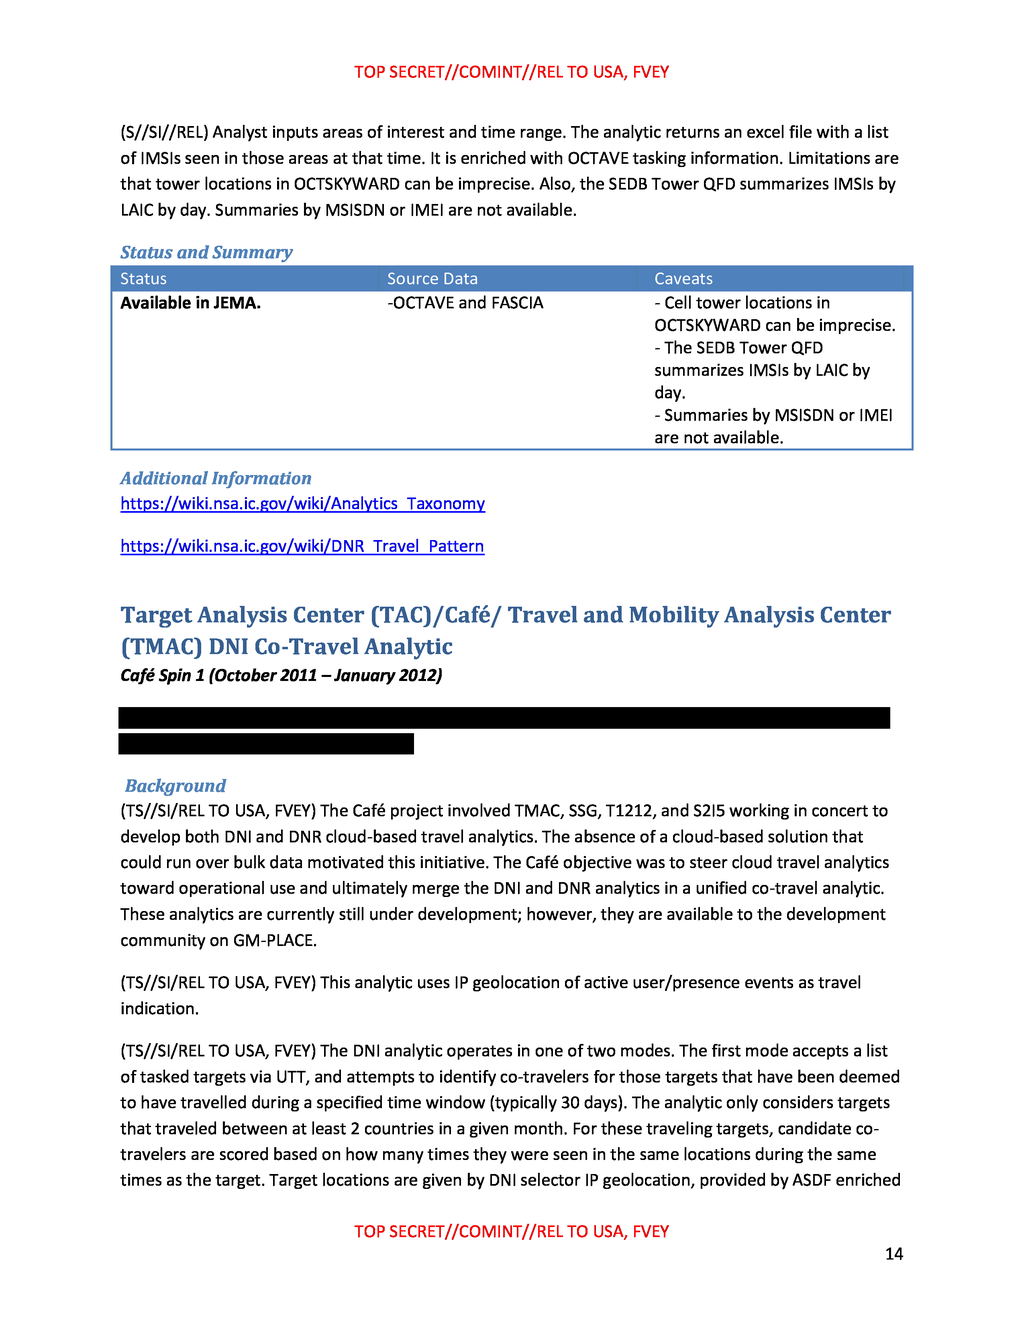 TOP SECRET//COMINT//REL TO USA, FVEY
(S//SI//REL) Analyst inputs areas of interest and time range. The analytic returns an excel file with a list
of IMSIs seen in those areas at that time. It is enriched with OCTAVE tasking information. Limitations are
that tower locations in OCTSKYWARD can be imprecise. Also, the SEDB Tower QFD summarizes IMSIs by
LAIC by day. Summaries by MSISDN or IMEI are not available.
Status and Summary
Status Source Data Caveats
Available in JEMA. -OCTAVE and FASCIA - Cell tower locations in
OCTSKYWARD can be imprecise.
- The SEDB Tower QFD
summarizes IMSIs by LAIC by
day.
- Summaries by MSISDN or IMEI
are not available.
Additional Information
https://wiki.nsa.ic.gov/wiki/Analytics_Taxonomy
https://wiki.nsa.ic.gov/wiki/DNR_Travel_Pattern
Target Analysis Center (TAC)/Café/ Travel and Mobility Analysis Center
(TMAC) DNI Co-Travel Analytic
Café Spin 1 (October 2011 – January 2012)
Background
(TS//SI/REL TO USA, FVEY) The Café project involved TMAC, SSG, T1212, and S2I5 working in concert to
develop both DNI and DNR cloud-based travel analytics. The absence of a cloud-based solution that
could run over bulk data motivated this initiative. The Café objective was to steer cloud travel analytics
toward operational use and ultimately merge the DNI and DNR analytics in a unified co-travel analytic.
These analytics are currently still under development; however, they are available to the development
community on GM-PLACE.
(TS//SI/REL TO USA, FVEY) This analytic uses IP geolocation of active user/presence events as travel
indication.
(TS//SI/REL TO USA, FVEY) The DNI analytic operates in one of two modes. The first mode accepts a list
of tasked targets via UTT, and attempts to identify co-travelers for those targets that have been deemed
to have travelled during a specified time window (typically 30 days). The analytic only considers targets
that traveled between at least 2 countries in a given month. For these traveling targets, candidate co-
travelers are scored based on how many times they were seen in the same locations during the same
times as the target. Target locations are given by DNI selector IP geolocation, provided by ASDF enriched
TOP SECRET//COMINT//REL TO USA, FVEY
14